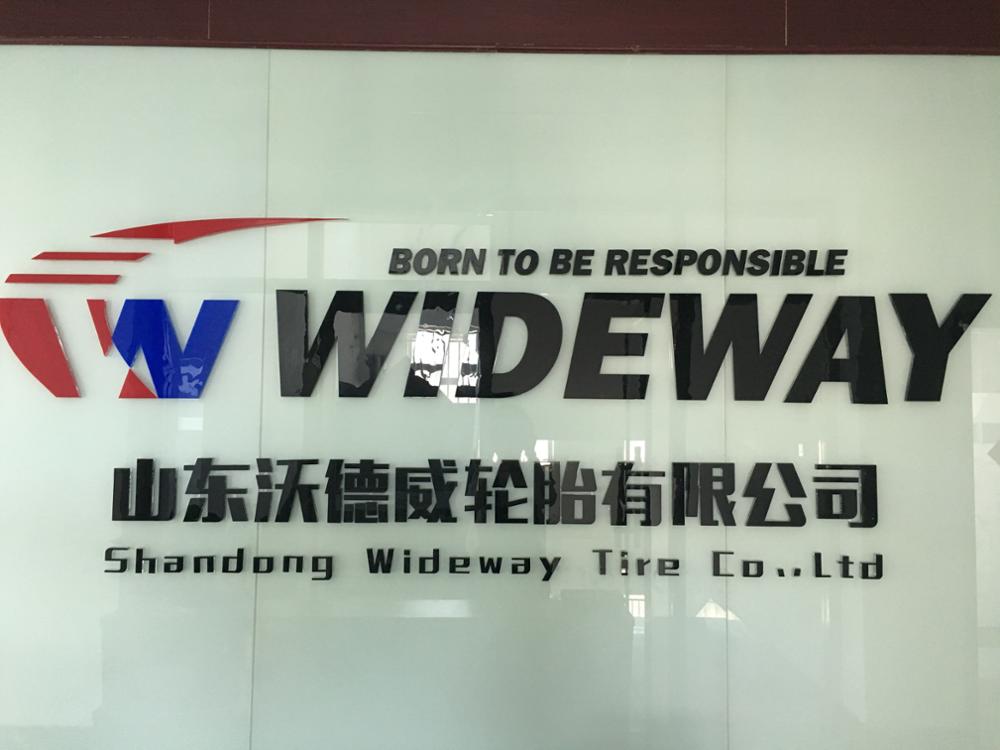 BORN TO BE RESPONSIBLE
W WIDEWAY
山东沃德威轮胎有限公司
Shandong Wideway Tire Co.,Ltd